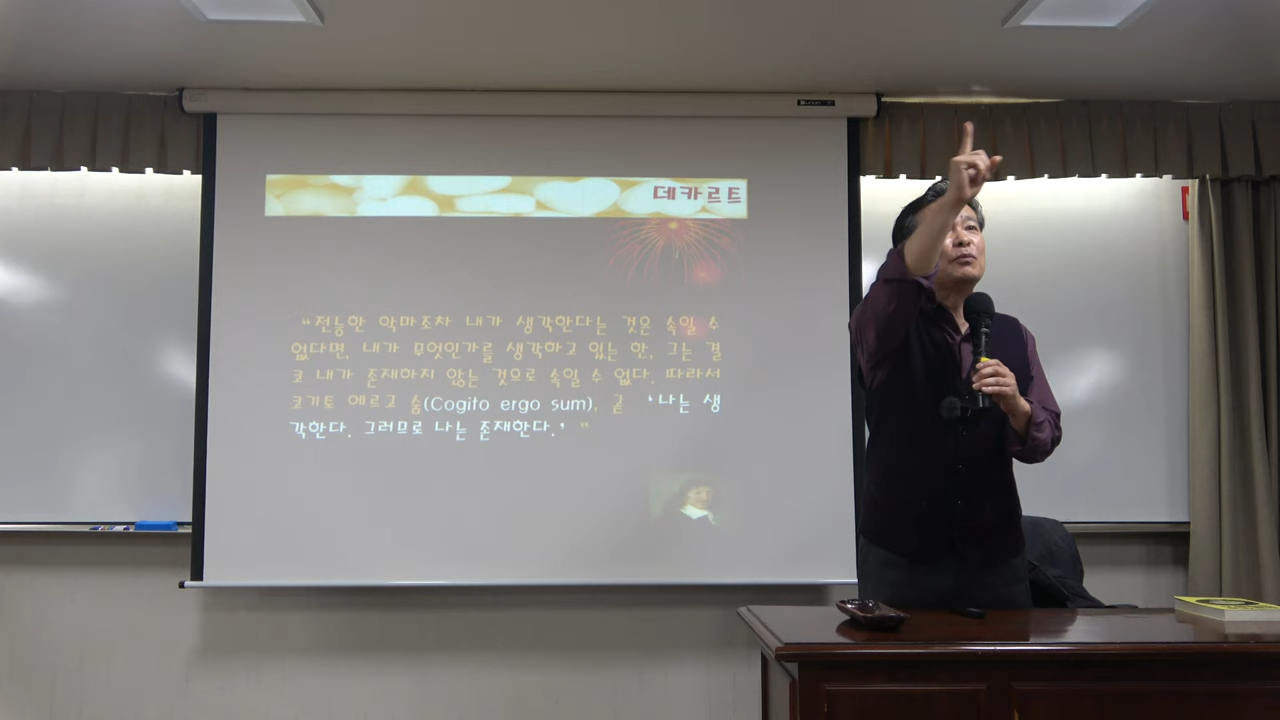 데카르트
“전능한 악마조차 내가 생각한다는 것은 속일 수
없다면, 내가 무엇인가를 생각하고 있는 한, 그는 결
코 내가 존재하지 않는 것으로 속일 수 없다. 따라서
코기토 에르고 숨(Cogito ergo sum), 곧 ‘나는 생
각한다. 그러므로 나는 존재한다.’ ”